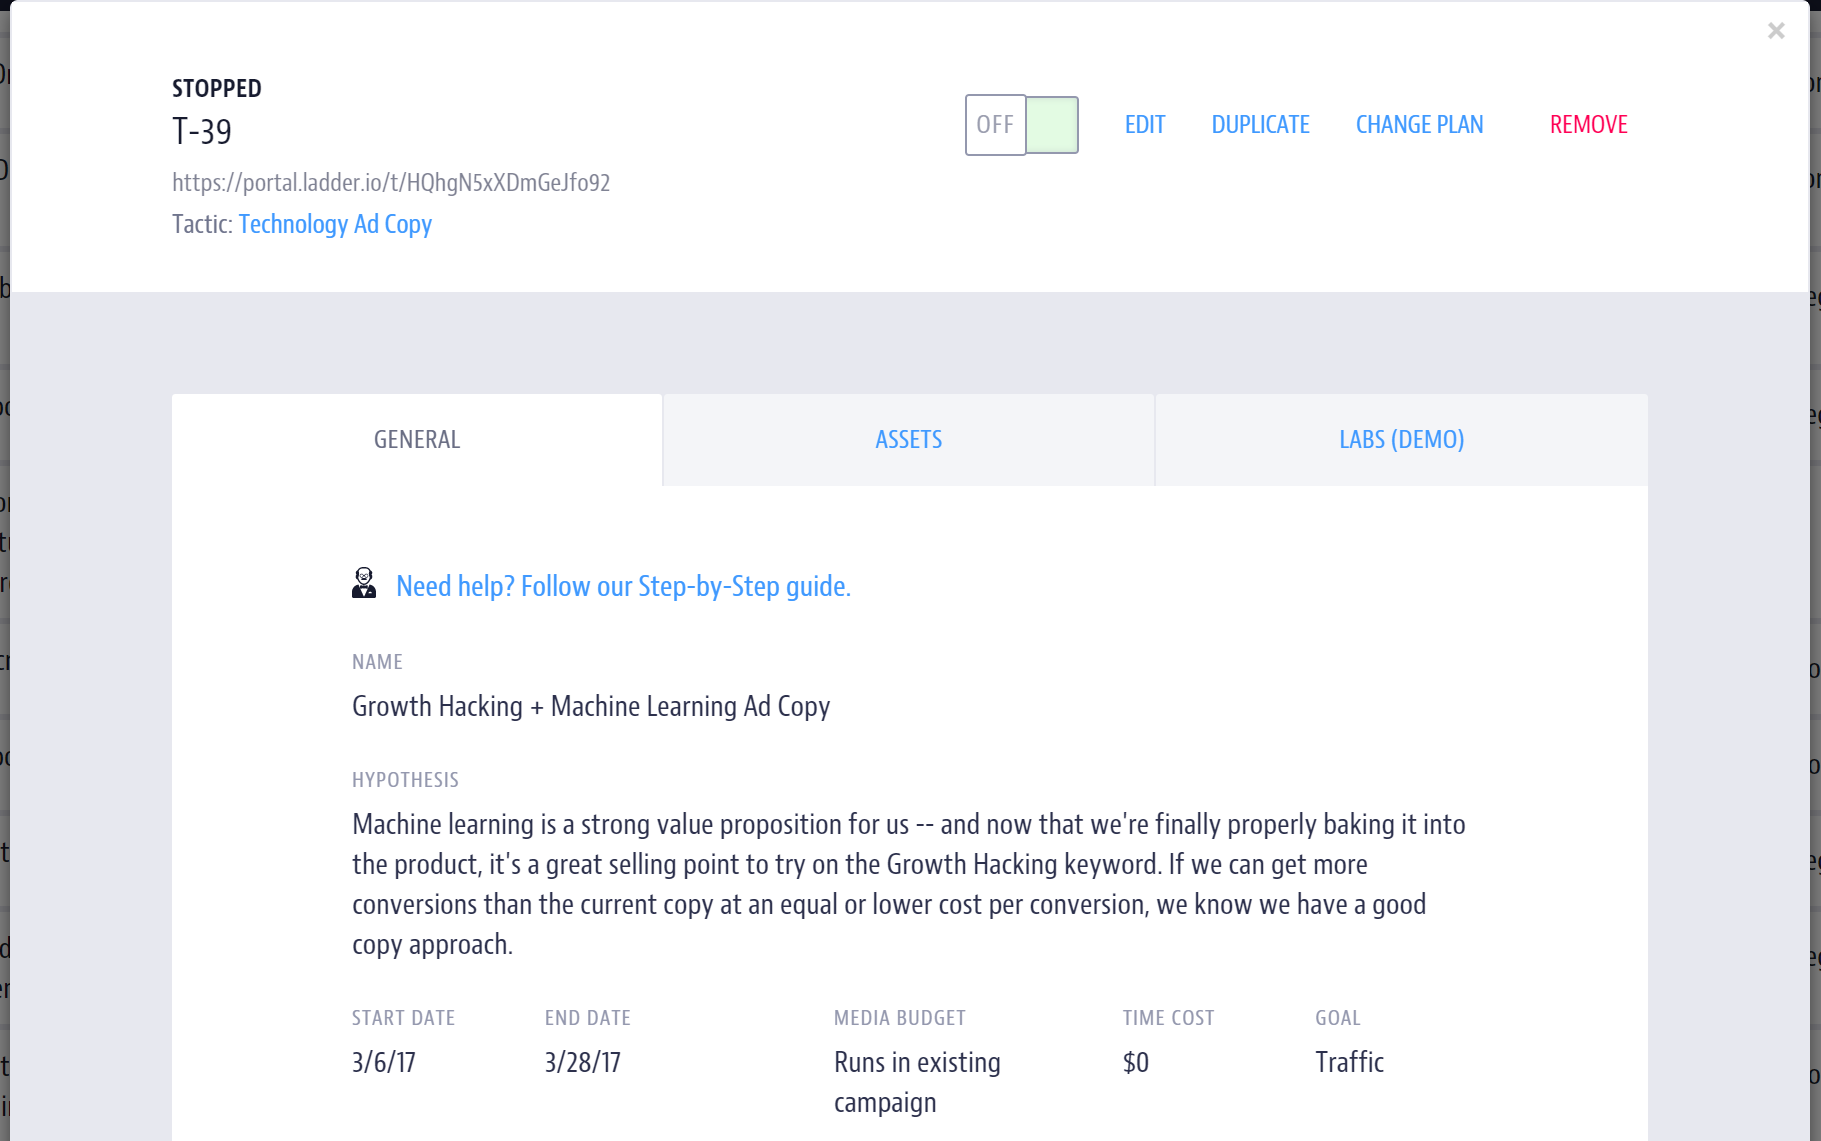 STOPPED
T-39
https://portal.ladder.io/t/HQhgN5xXDmGeJfo92
Tactic: Technology Ad Copy
OFF
EDIT
DUPLICATE
CHANGE PLAN
REMOVE
×
GENERAL
ASSETS
LABS (DEMO)
Need help? Follow our Step-by-Step guide.
NAME
Growth Hacking + Machine Learning Ad Copy
HYPOTHESIS
Machine learning is a strong value proposition for us -- and now that we're finally properly baking it into
the product, it's a great selling point to try on the Growth Hacking keyword. If we can get more
conversions than the current copy at an equal or lower cost per conversion, we know we have a good
copy approach.
START DATE
3/6/17
END DATE
3/28/17
MEDIA BUDGET
Runs in existing
campaign
TIME COST
$0
GOAL
Traffic